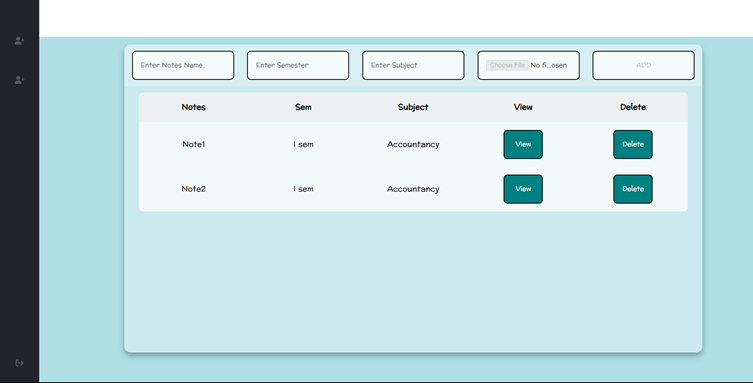 Enter Notes Name.. Enter Semester Enter Subject Choose File No fi...osen ADD
Notes Sem Subject View Delete
Note1 I sem Accountancy View Delete
Note2 I sem Accountancy View Delete